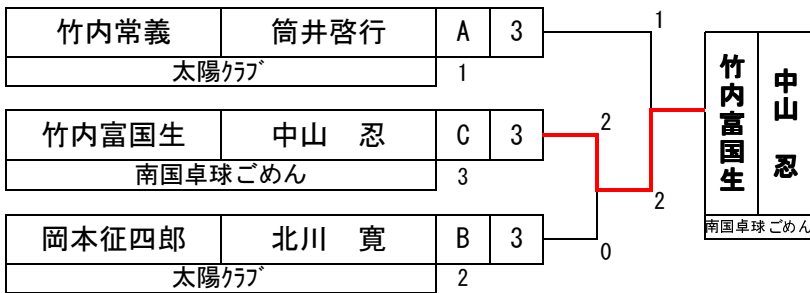 竹内常義 筒井啓行 A 3
太陽ｸﾗﾌﾞ 1
竹内富国生 中山 忍 C 3
南国卓球ごめん 3
岡本征四郎 北川 寛 B 3
太陽ｸﾗﾌﾞ 2
1
2
2
0
竹内富国生
中山 忍
南国卓球ごめん